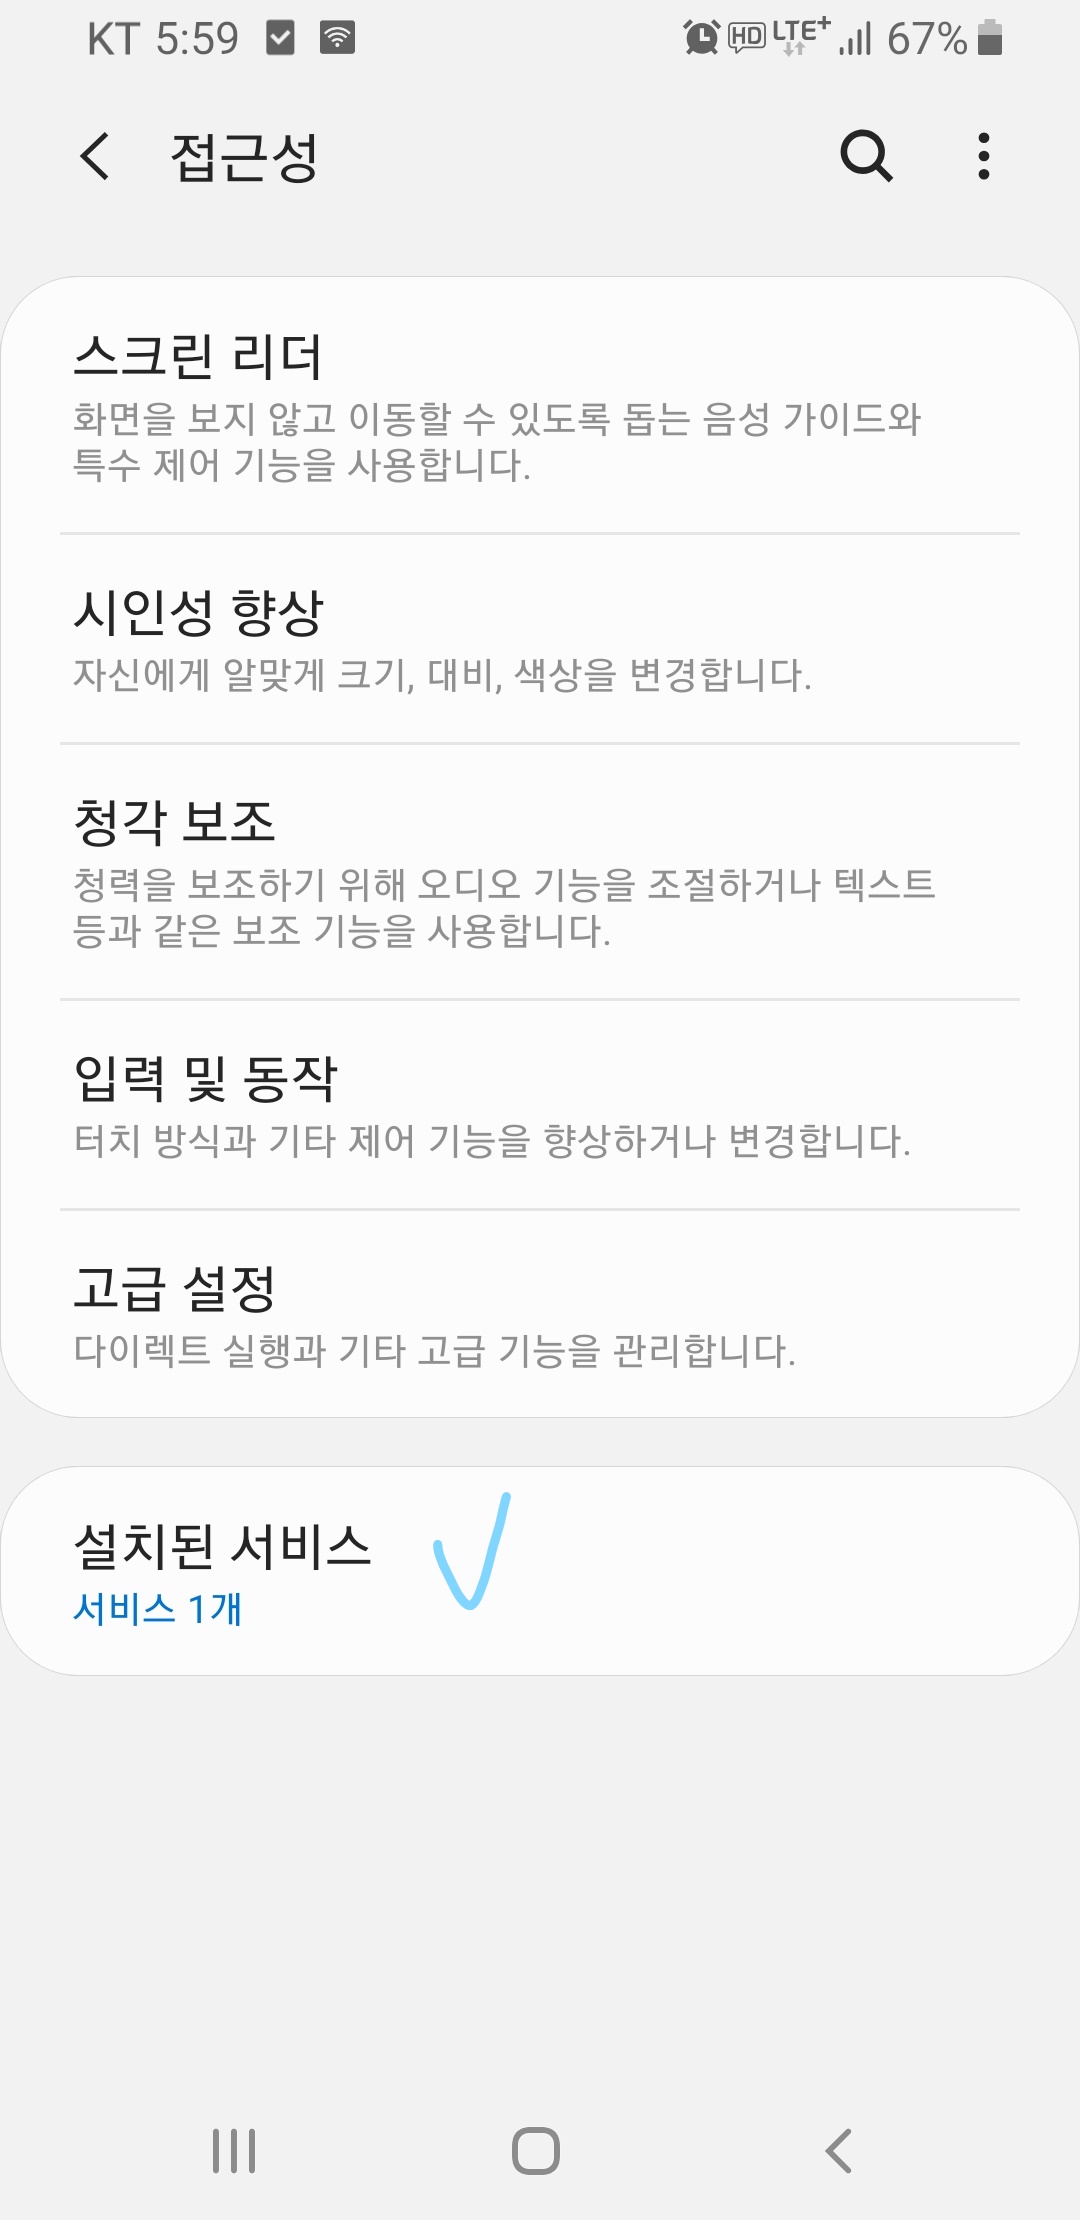 KT 5:59 HD LTE+ 67%
접근성
스크린 리더
화면을 보지 않고 이동할 수 있도록 돕는 음성 가이드와
특수 제어 기능을 사용합니다.
시인성 향상
자신에게 알맞게 크기, 대비, 색상을 변경합니다.
청각 보조
청력을 보조하기 위해 오디오 기능을 조절하거나 텍스트
등과 같은 보조 기능을 사용합니다.
입력 및 동작
터치 방식과 기타 제어 기능을 향상하거나 변경합니다.
고급 설정
다이렉트 실행과 기타 고급 기능을 관리합니다.
설치된 서비스
서비스 1개